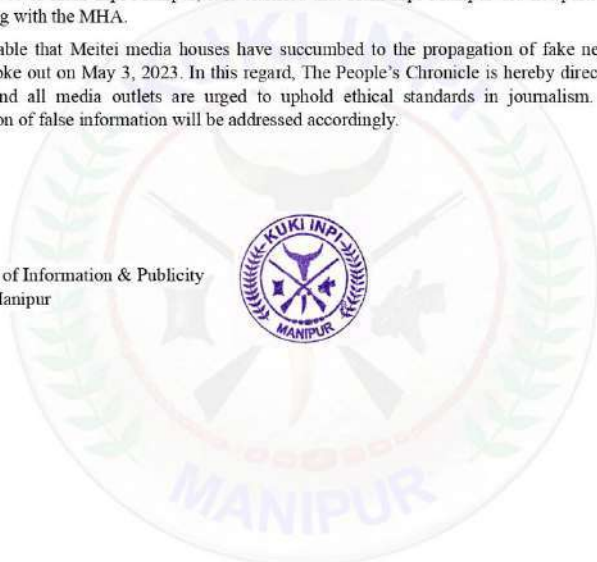 g with the MHA.
able that Meitei media houses have succumbed to the propagation of fake ne
oke out on May 3, 2023. In this regard, The People's Chronicle is hereby direc
nd all media outlets are urged to uphold ethical standards in journalism.
on of false information will be addressed accordingly.
of Information & Publicity
anipur
KUKI INPI
MANIPUR
KUKI INPI
MANIPUR